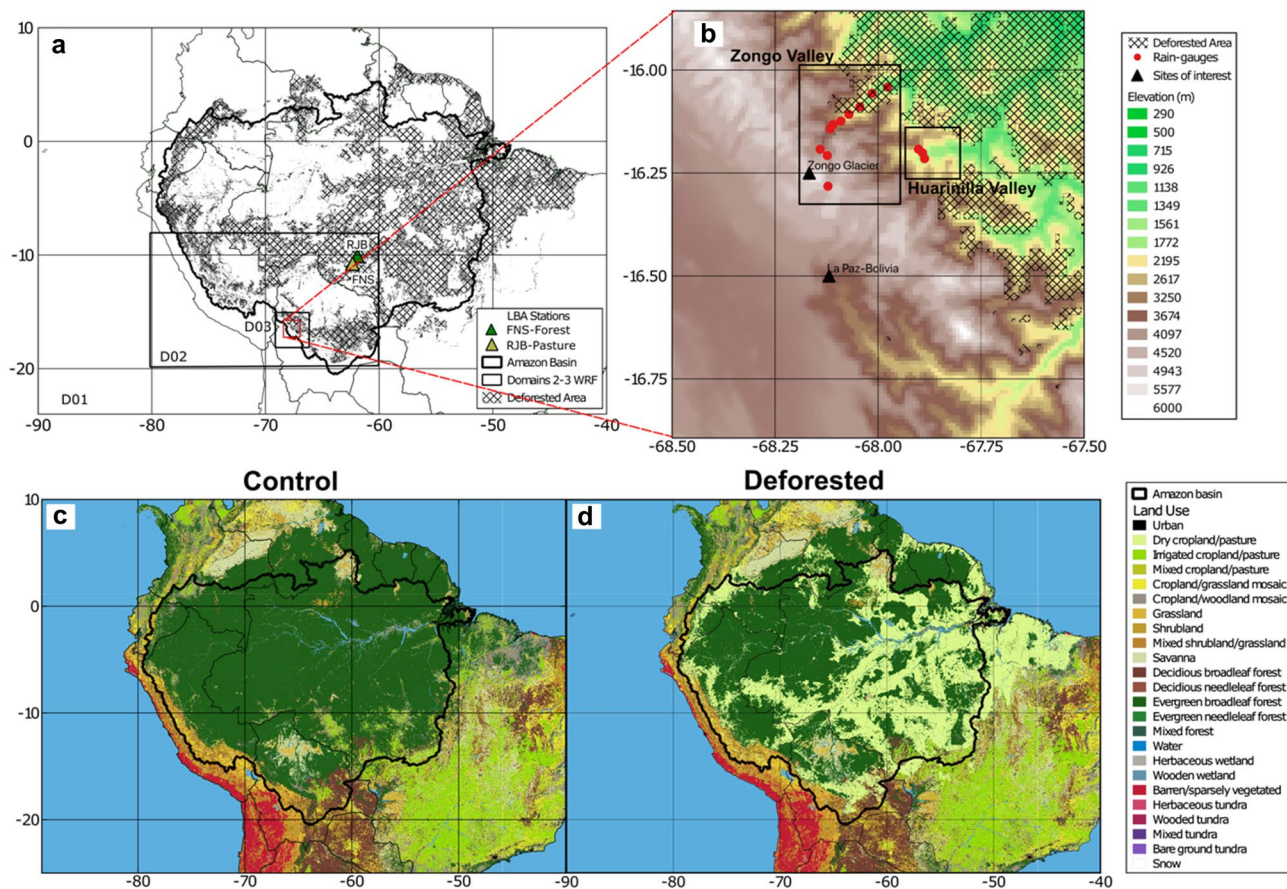 a
10
0
-10
-20
-90
-80
-70
-60
-50
-40
RJB
FNS
D03
D02
D01
LBA Stations
FNS-Forest
RJB-Pasture
Amazon Basin
Domains 2-3 WRF
Deforested Area
b
Zongo Valley
Zongo Glacier
Huarinilla Valley
La Paz-Bolivia
-16.00
-16.25
-16.50
-16.75
-68.50
-68.25
-68.00
-67.75
-67.50
Deforested Area
Rain-gauges
Sites of interest
Elevation (m)
290
500
715
926
1138
1349
1561
1772
2195
2617
3250
3674
4097
4520
4943
5577
6000
Control
c
10
0
-10
-20
-80
-70
-60
-50
Deforested
d
-80
-70
-60
-50
-40
Amazon basin
Land Use
Urban
Dry cropland/pasture
Irrigated cropland/pasture
Mixed cropland/pasture
Cropland/grassland mosaic
Cropland/woodland mosaic
Grassland
Shrubland
Mixed shrubland/grassland
Savanna
Decidious broadleaf forest
Decidious needleleaf forest
Evergreen broadleaf forest
Evergreen needleleaf forest
Mixed forest
Water
Herbaceous wetland
Wooden wetland
Barren/sparsely vegetated
Herbaceous tundra
Wooded tundra
Mixed tundra
Bare ground tundra
Snow